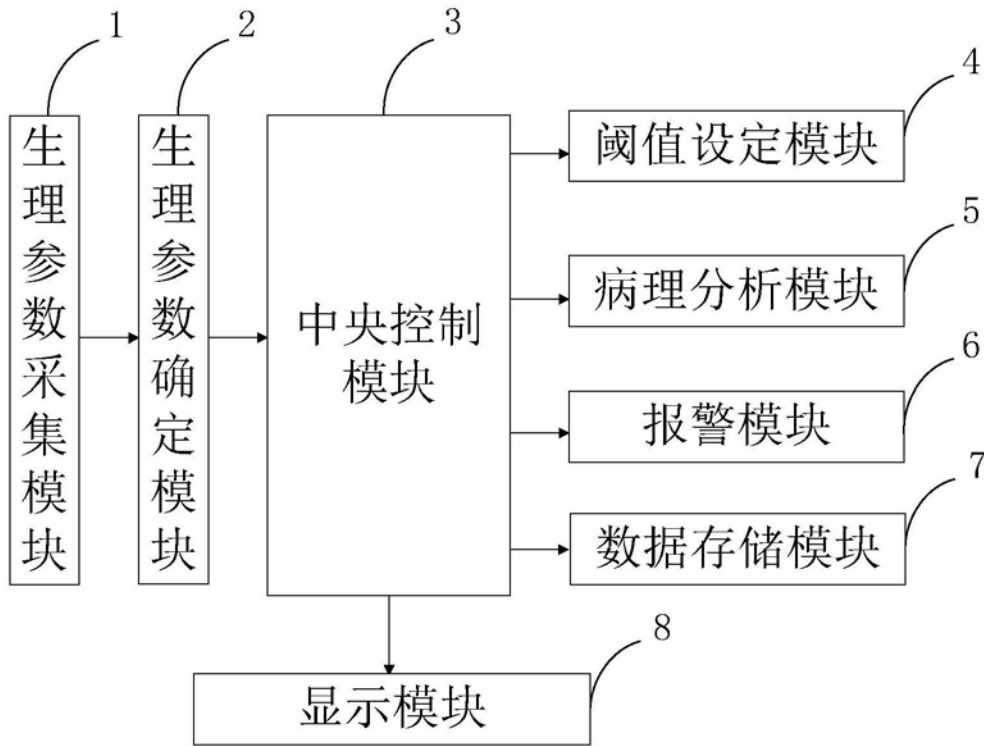 1
2
3
4
5
6
7
8
生理参数采集模块
生理参数确定模块
中央控制
模块
阈值设定模块
病理分析模块
报警模块
数据存储模块
显示模块